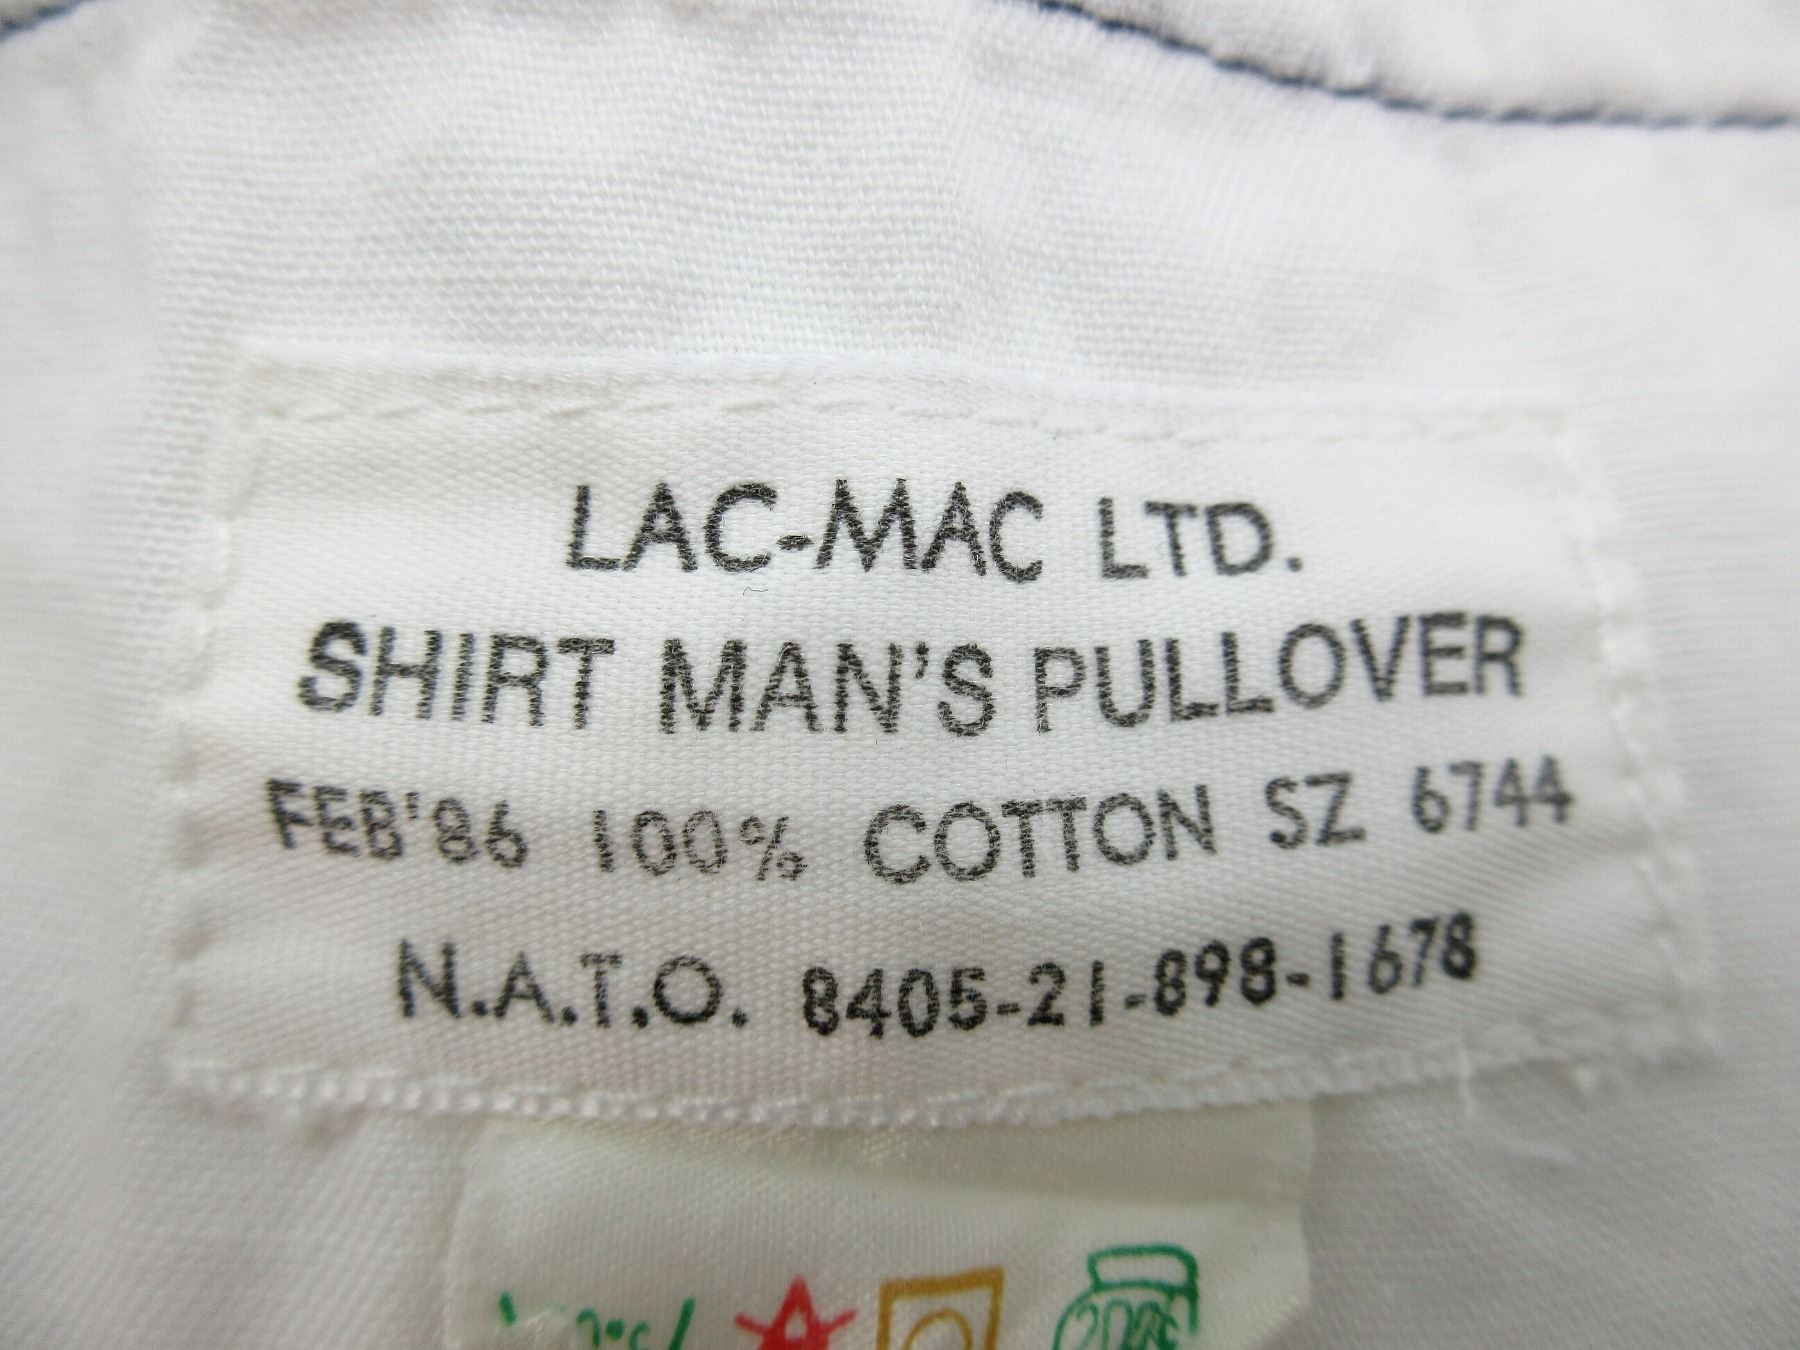 LAC-MAC LTD.
SHIRT MAN'S PULLOVER
FEB'86 100% COTTON SZ 6744
N.A.T.O. 8405-21-898-1678